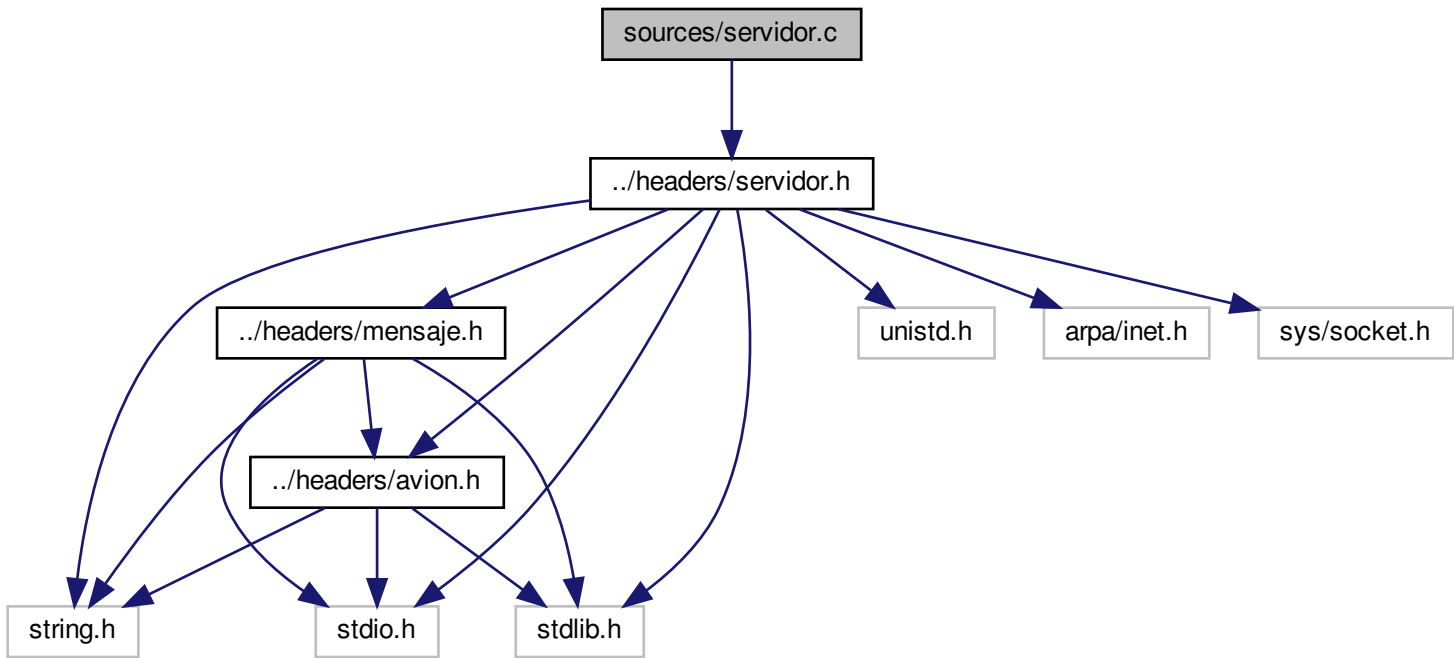 sources/servidor.c
../headers/servidor.h
../headers/mensaje.h
unistd.h
arpa/inet.h
sys/socket.h
../headers/avion.h
string.h
stdio.h
stdlib.h